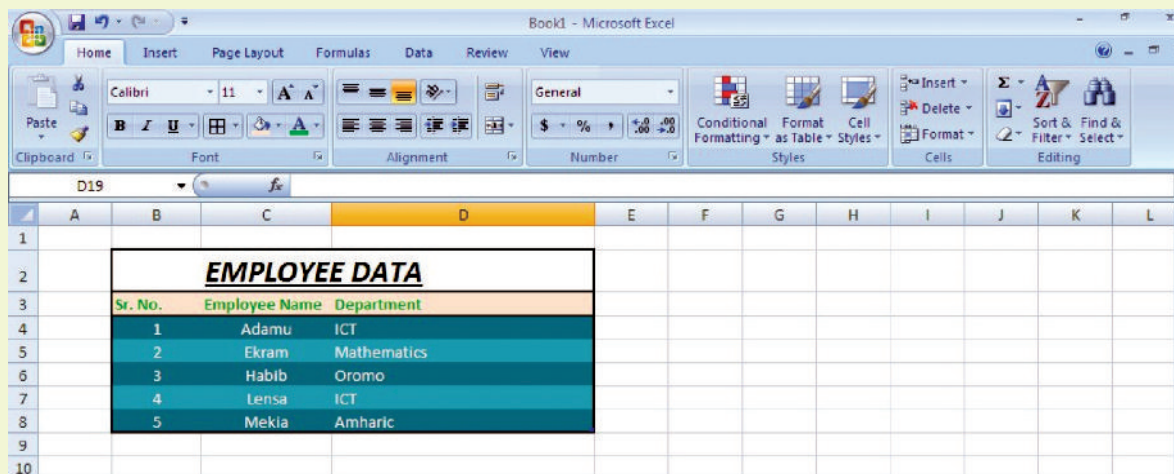 Book1 - Microsoft Excel
Home Insert Page Layout Formulas Data Review View
Calibri 11 A A General Insert Σ
Paste B I U A $ % , .00 .0 Conditional Formatting Format as Table Cell Styles Delete Format Sort & Filter Find & Select
Clipboard Font Alignment Number Styles Cells Editing
D19 fx
A B C D E F G H I J K L
1
2 EMPLOYEE DATA
3 Sr. No. Employee Name Department
4 1 Adamu ICT
5 2 Ekram Mathematics
6 3 Habib Oromo
7 4 Lensa ICT
8 5 Mekia Amharic
9
10